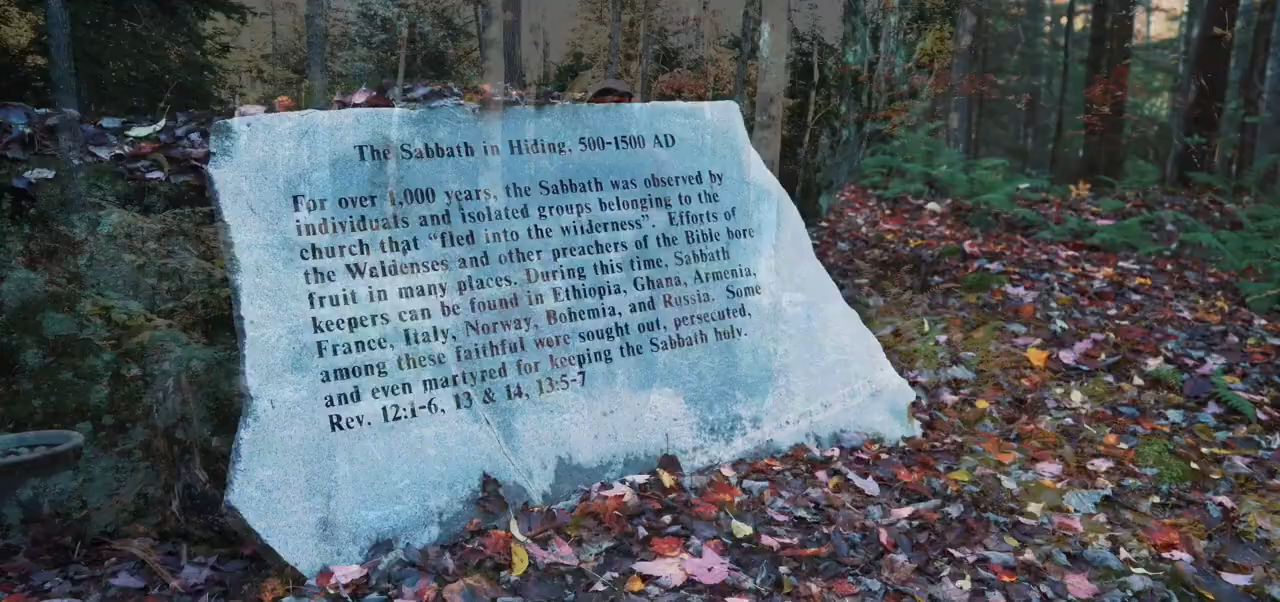 The Sabbath in Hiding, 500-1500 AD
For over 1,000 years, the Sabbath was observed by
individuals and isolated groups belonging to the
church that "fled into the wilderness". Efforts of
the Waldenses and other preachers of the Bible bore
fruit in many places. During this time, Sabbath
keepers can be found in Ethiopia, Ghana, Armenia,
France, Italy, Norway, Bohemia, and Russia. Some
among these faithful were sought out, persecuted,
and even martyred for keeping the Sabbath holy.
Rev. 12:1-6, 13 & 14, 13:5-7